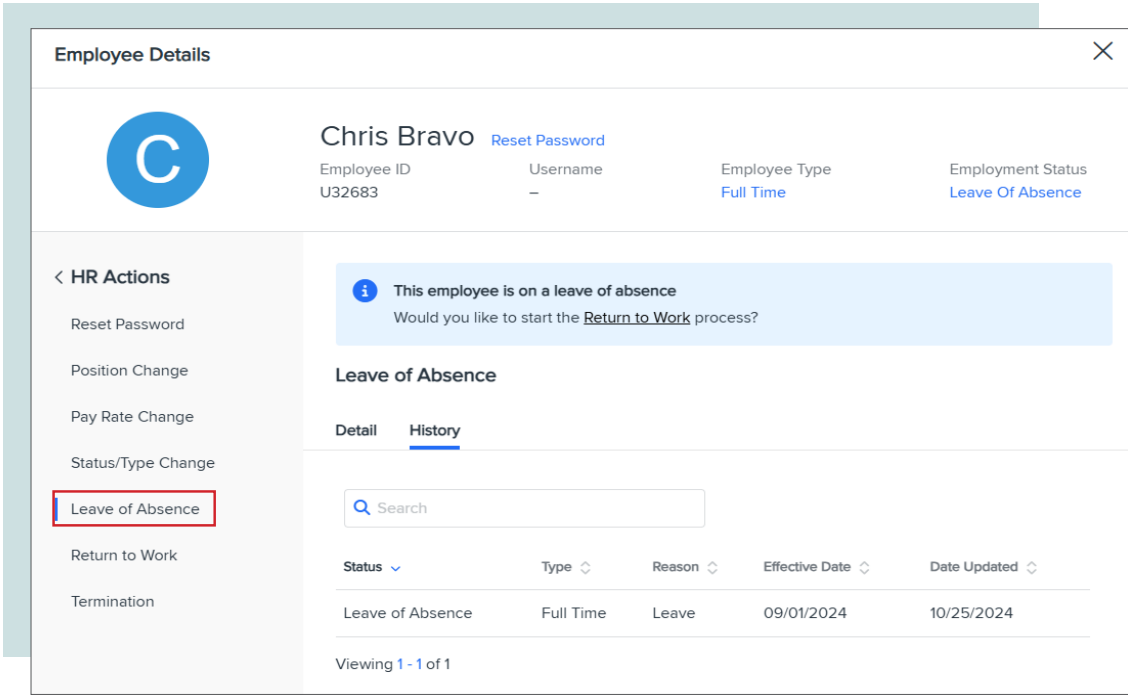 Employee Details
C
Chris Bravo Reset Password
Employee ID Username Employee Type Employment Status
U32683 – Full Time Leave Of Absence
HR Actions
Reset Password
Position Change
Pay Rate Change
Status/Type Change
Leave of Absence
Return to Work
Termination
This employee is on a leave of absence
Would you like to start the Return to Work process?
Leave of Absence
Detail History
Search
Status Type Reason Effective Date Date Updated
Leave of Absence Full Time Leave 09/01/2024 10/25/2024
Viewing 1 - 1 of 1